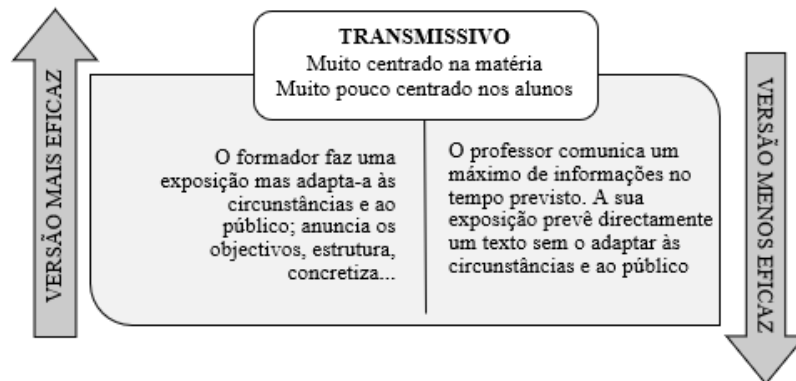 VERSÃO MAIS EFICAZ
TRANSMISSIVO
Muito centrado na matéria
Muito pouco centrado nos alunos
O formador faz uma
exposição mas adapta-a às
circunstâncias e ao
público; anuncia os
objectivos, estrutura,
concretiza...
O professor comunica um
máximo de informações no
tempo previsto. A sua
exposição prevê directamente
um texto sem o adaptar às
circunstâncias e ao público
VERSÃO MENOS EFICAZ